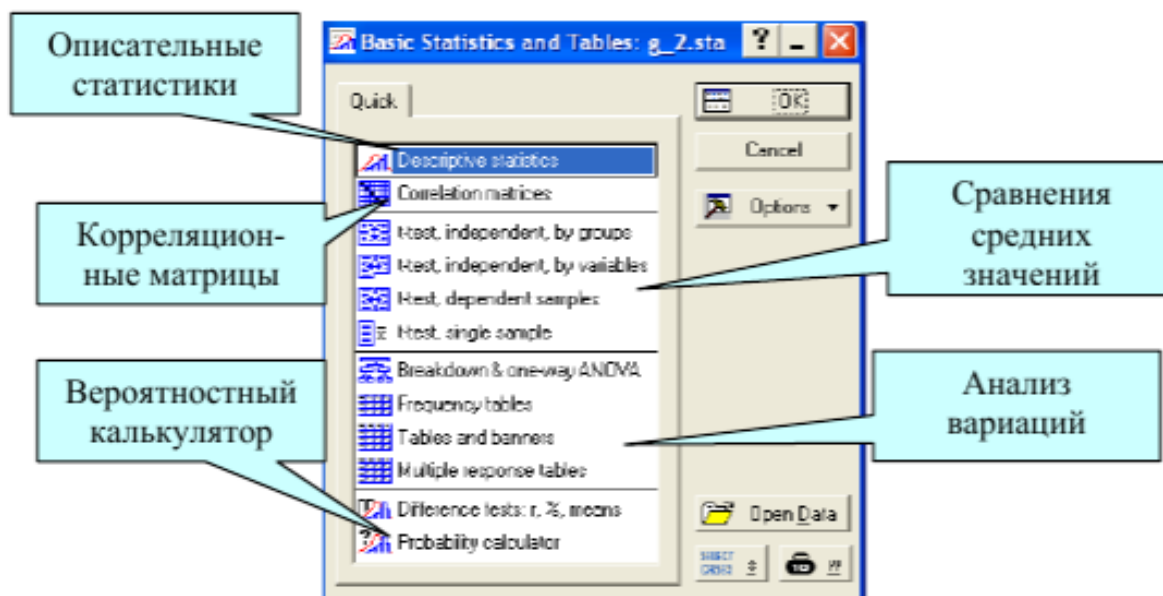 Описательные
статистики
Корреляцион-
ные матрицы
Вероятностный
калькулятор
Basic Statistics and Tables: g_2.sta
Quick
Descriptive statistics
Correlation matrices
t-test, independent, by groups
t-test, independent, by variables
t-test, dependent samples
t-test, single sample
Breakdown & one-way ANOVA
Frequency tables
Tables and banners
Multiple response tables
Difference tests: r, %, means
Probability calculator
OK
Cancel
Options
Open Data
SELECT
CASES
Сравнения
средних
значений
Анализ
вариаций